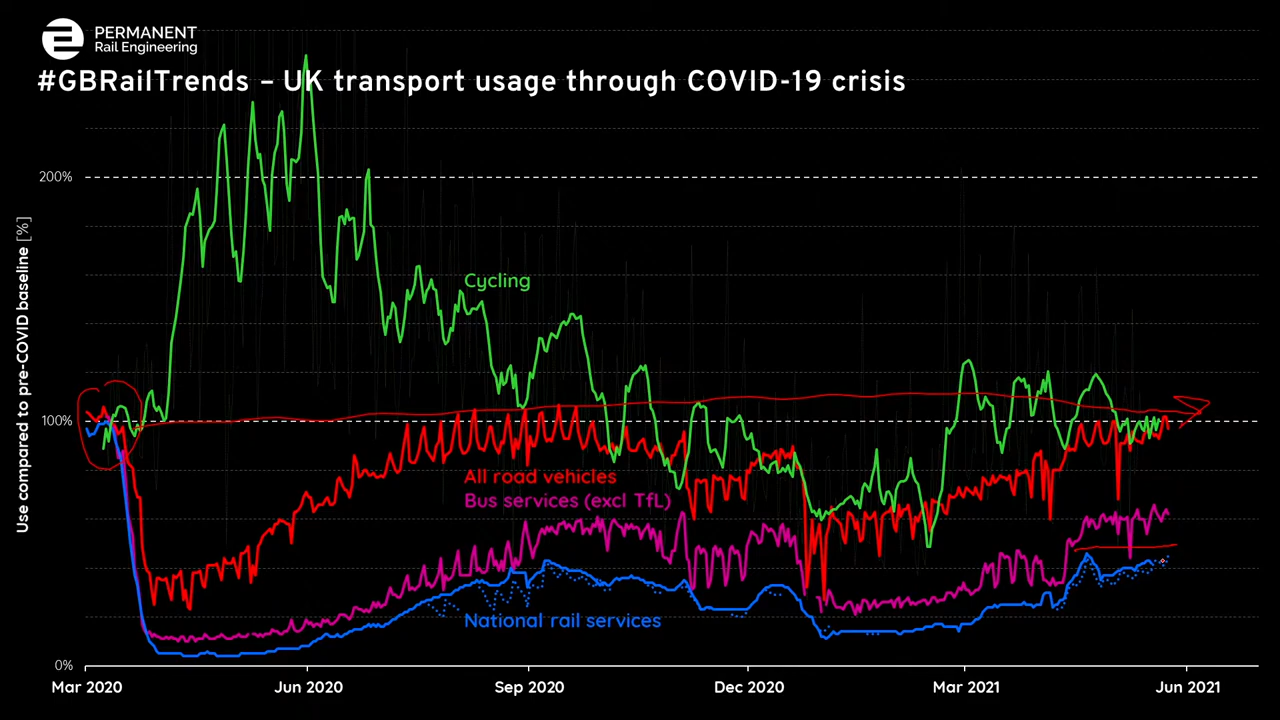 PERMANENT
Rail Engineering
#GBRailTrends – UK transport usage through COVID-19 crisis
Use compared to pre-COVID baseline [%]
200%
100%
0%
Cycling
All road vehicles
Bus services (excl TfL)
National rail services
Mar 2020
Jun 2020
Sep 2020
Dec 2020
Mar 2021
Jun 2021